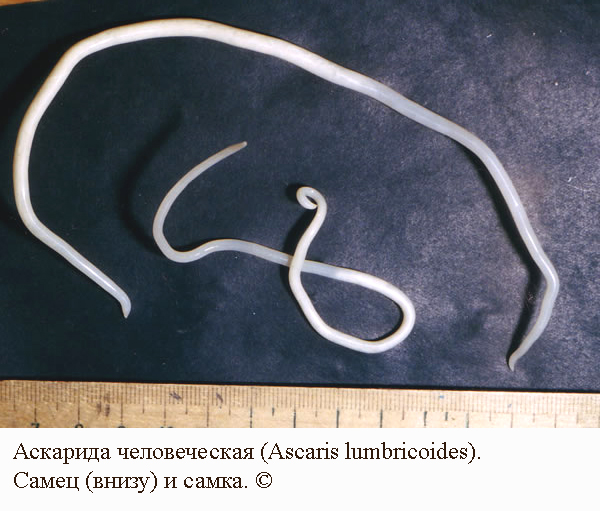 Аскарида человеческая (Ascaris lumbricoides).
Самец (внизу) и самка. ©